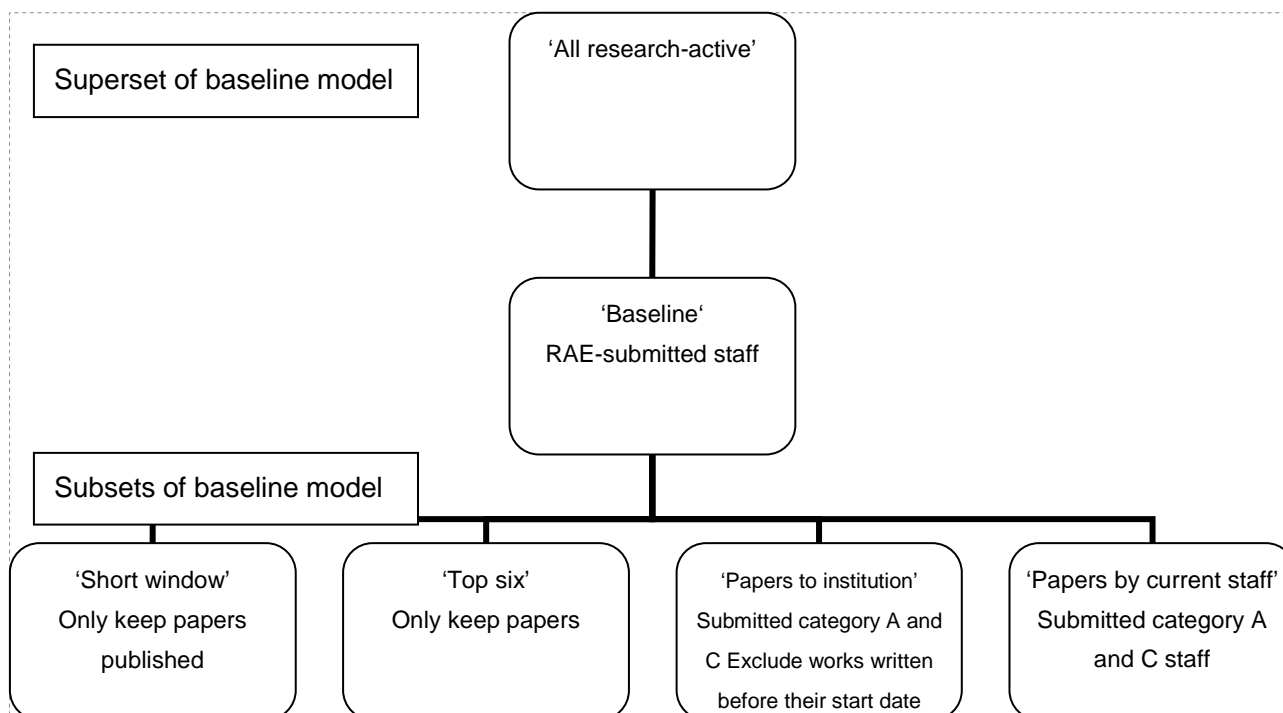 ‘All research-active’
Superset of baseline model
‘Baseline‘
RAE-submitted staff
Subsets of baseline model
‘Short window’
Only keep papers
published
‘Top six’
Only keep papers
‘Papers to institution’
Submitted category A and
C Exclude works written
before their start date
‘Papers by current staff’
Submitted category A
and C staff